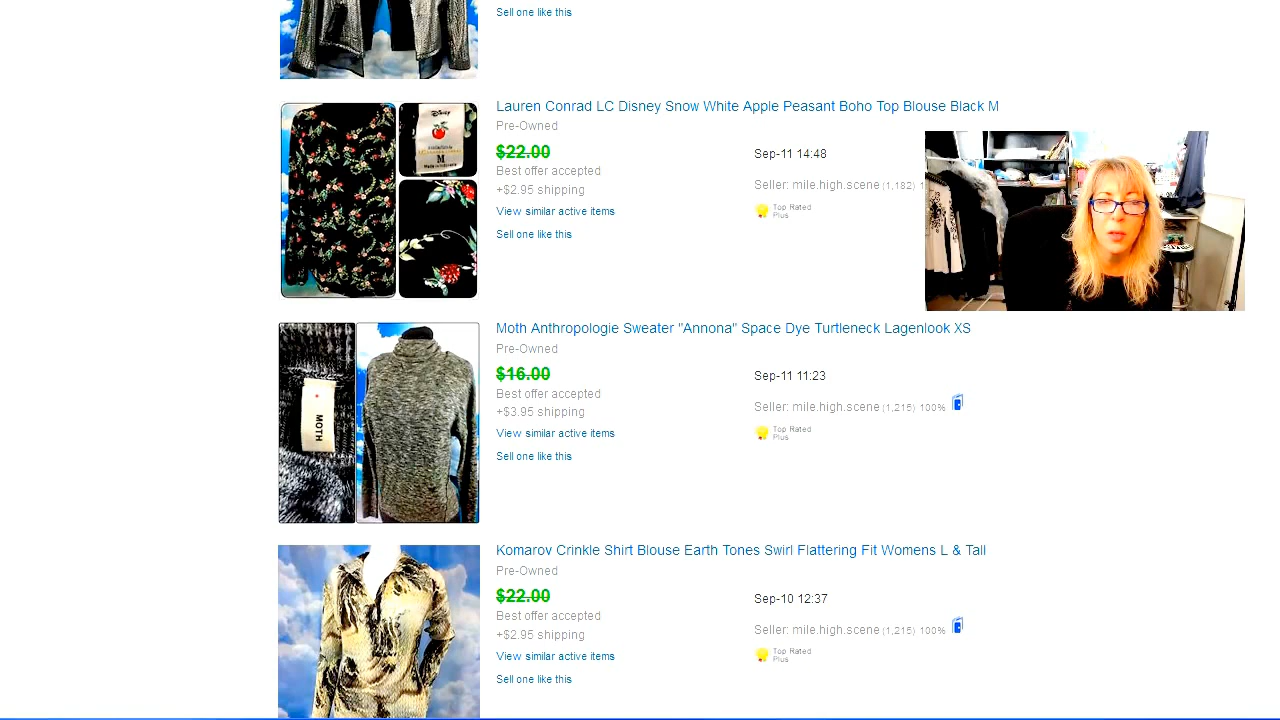 Sell one like this
Lauren Conrad LC Disney Snow White Apple Peasant Boho Top Blouse Black M
Pre-Owned
$22.00
Sep-11 14:48
Best offer accepted
+$2.95 shipping
Seller: mile.high.scene (1,182) 1
Top Rated
Plus
View similar active items
Sell one like this
Disney
M
Moth Anthropologie Sweater "Annona" Space Dye Turtleneck Lagenlook XS
Pre-Owned
$16.00
Sep-11 11:23
Best offer accepted
+$3.95 shipping
Seller: mile.high.scene (1,215) 100%
Top Rated
Plus
View similar active items
Sell one like this
MOTH
Komarov Crinkle Shirt Blouse Earth Tones Swirl Flattering Fit Womens L & Tall
Pre-Owned
$22.00
Sep-10 12:37
Best offer accepted
+$2.95 shipping
Seller: mile.high.scene (1,215) 100%
Top Rated
Plus
View similar active items
Sell one like this